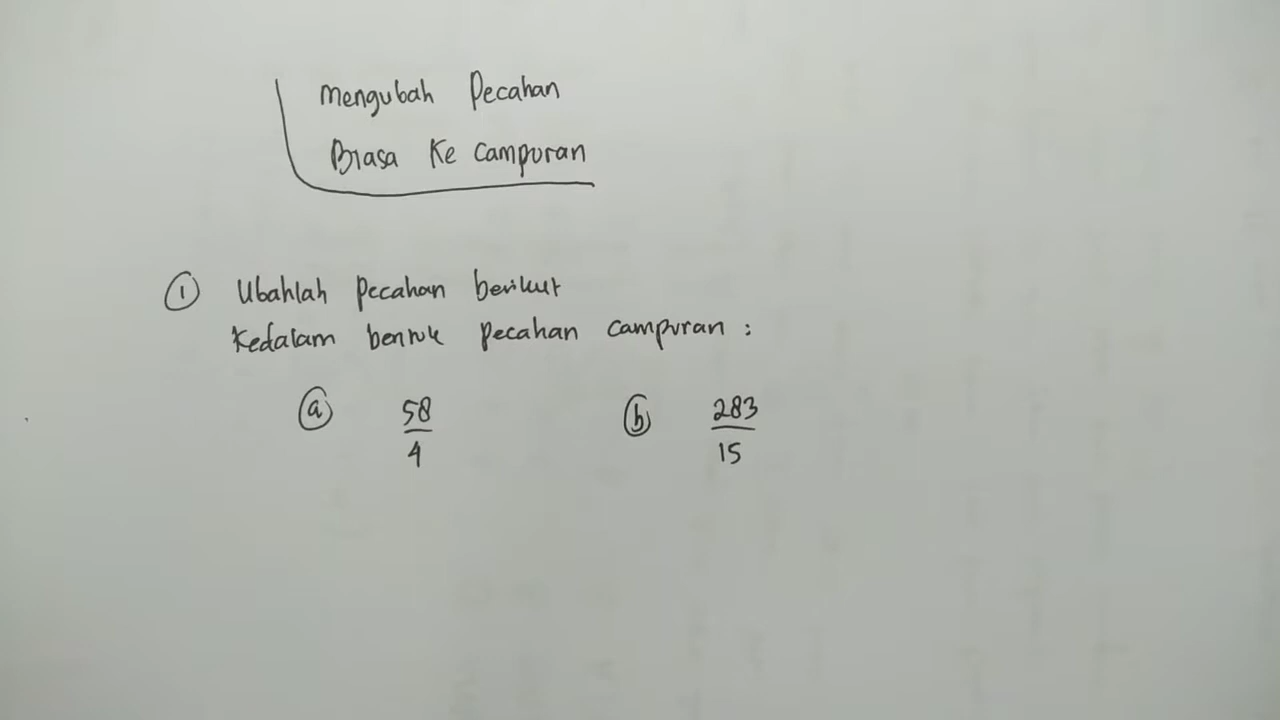 Mengubah Pecahan
Biasa Ke Campuran
① Ubahlah pecahan berikut
Kedalam bentuk pecahan campuran :
ⓐ 58/4 ⓑ 283/15